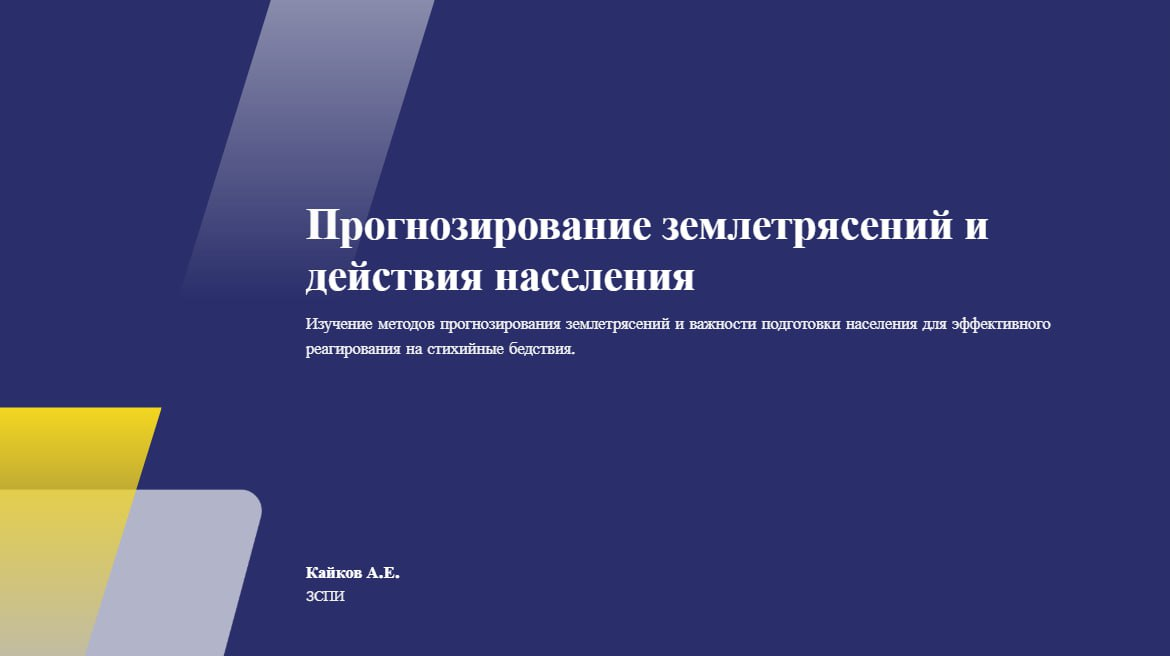 Прогнозирование землетрясений и
действия населения
Изучение методов прогнозирования землетрясений и важности подготовки населения для эффективного
реагирования на стихийные бедствия.
Кайков А.Е.
ЗСПИ